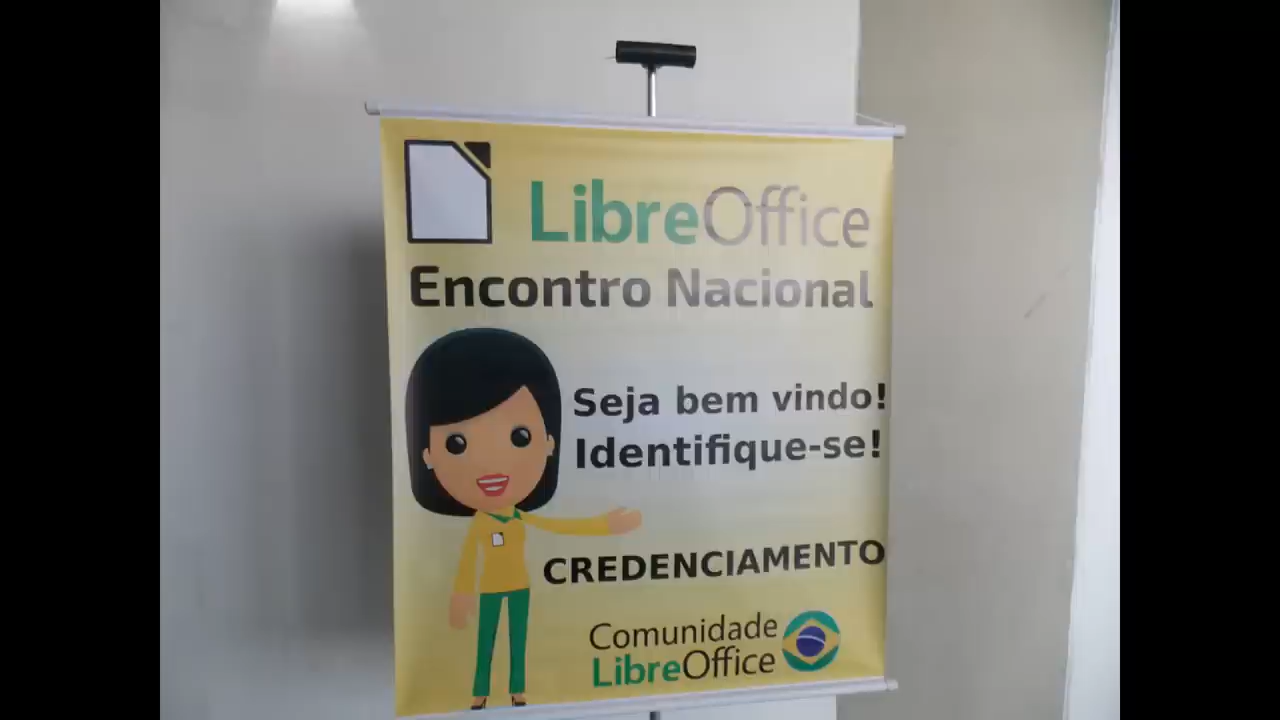 LibreOffice
Encontro Nacional
Seja bem vindo!
Identifique-se!
CREDENCIAMENTO
Comunidade
LibreOffice